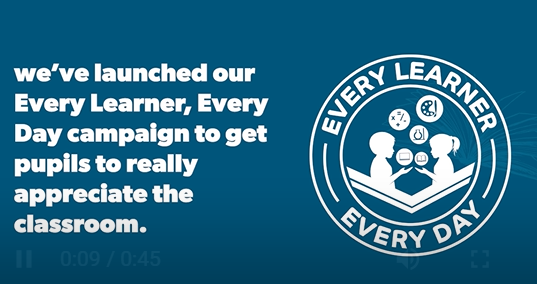 we've launched our
Every Learner, Every
Day campaign to get
pupils to really
appreciate the
classroom.
EVERY LEARNER
EVERY DAY
0:09 / 0:45